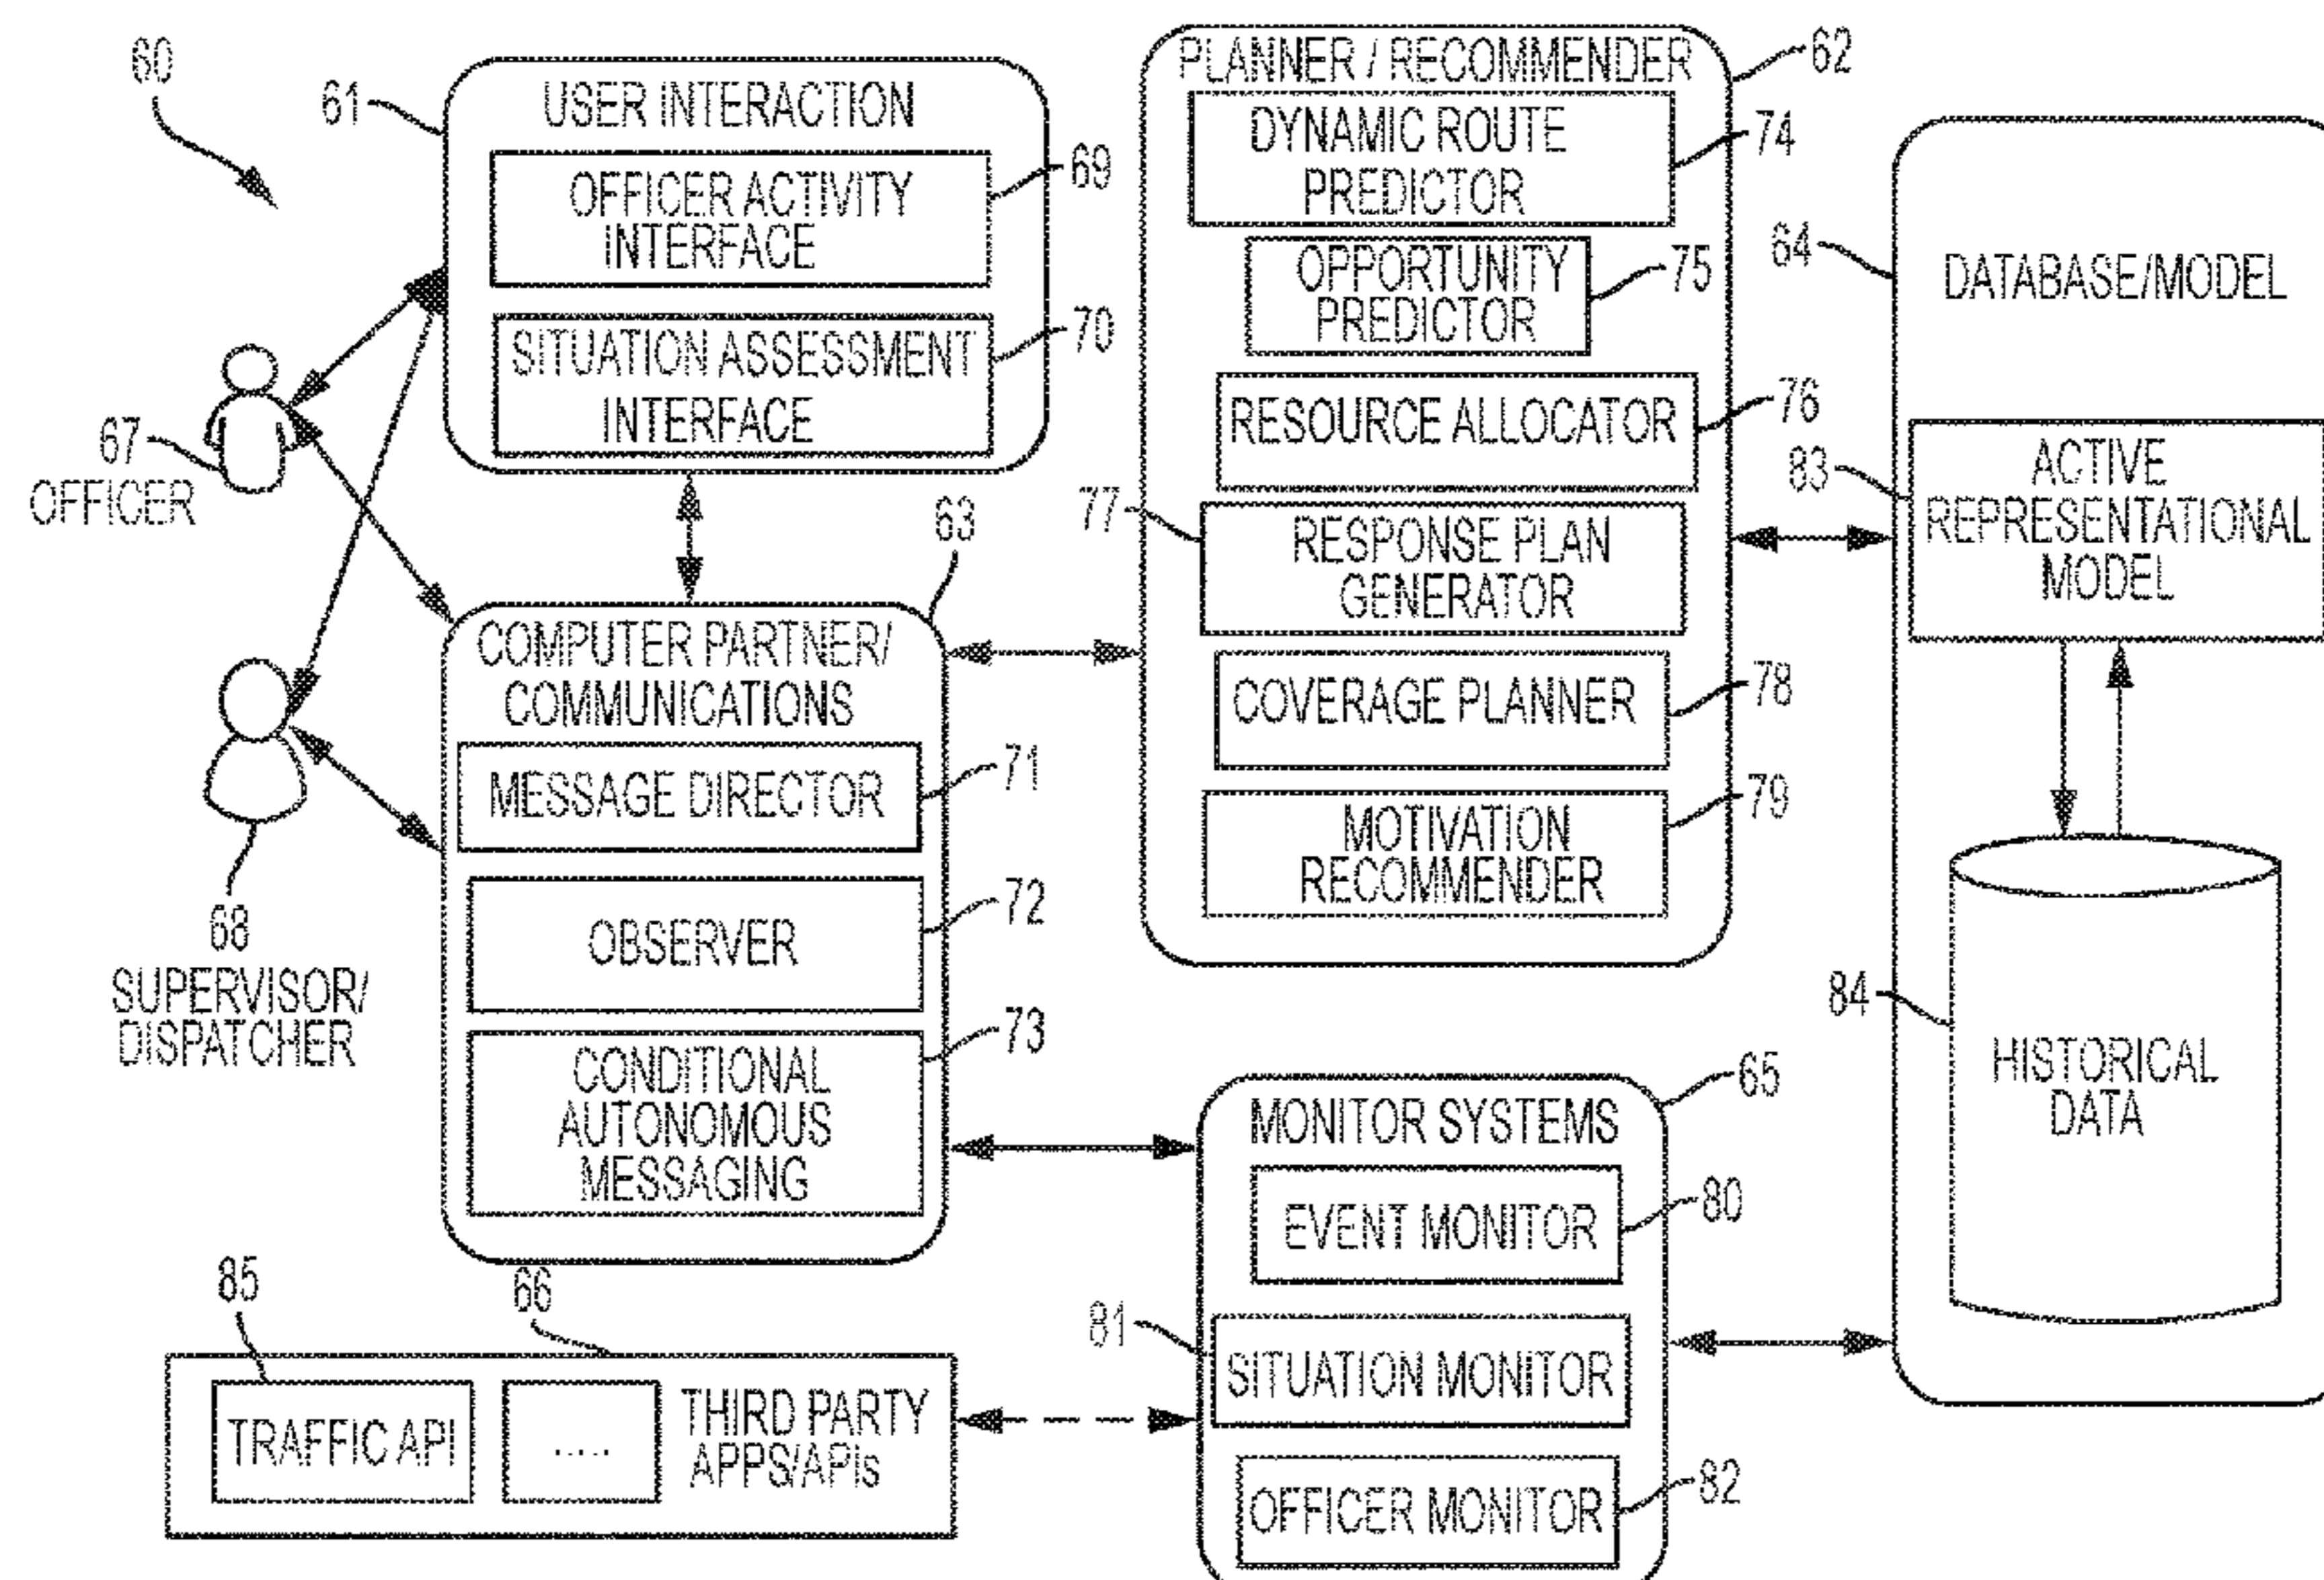 60
61
USER INTERACTION
OFFICER ACTIVITY
INTERFACE
69
SITUATION ASSESSMENT
INTERFACE
70
67
OFFICER
68
SUPERVISOR/
DISPATCHER
63
COMPUTER PARTNER/
COMMUNICATIONS
MESSAGE DIRECTOR
71
OBSERVER
72
CONDITIONAL
AUTONOMOUS
MESSAGING
73
PLANNER / RECOMMENDER
62
DYNAMIC ROUTE
PREDICTOR
74
OPPORTUNITY
PREDICTOR
75
RESOURCE ALLOCATOR
76
77
RESPONSE PLAN
GENERATOR
COVERAGE PLANNER
78
MOTIVATION
RECOMMENDER
79
64
DATABASE/MODEL
83
ACTIVE
REPRESENTATIONAL
MODEL
84
HISTORICAL
DATA
65
MONITOR SYSTEMS
EVENT MONITOR
80
81
SITUATION MONITOR
OFFICER MONITOR
82
85
66
TRAFFIC API
....
THIRD PARTY
APPS/APIs